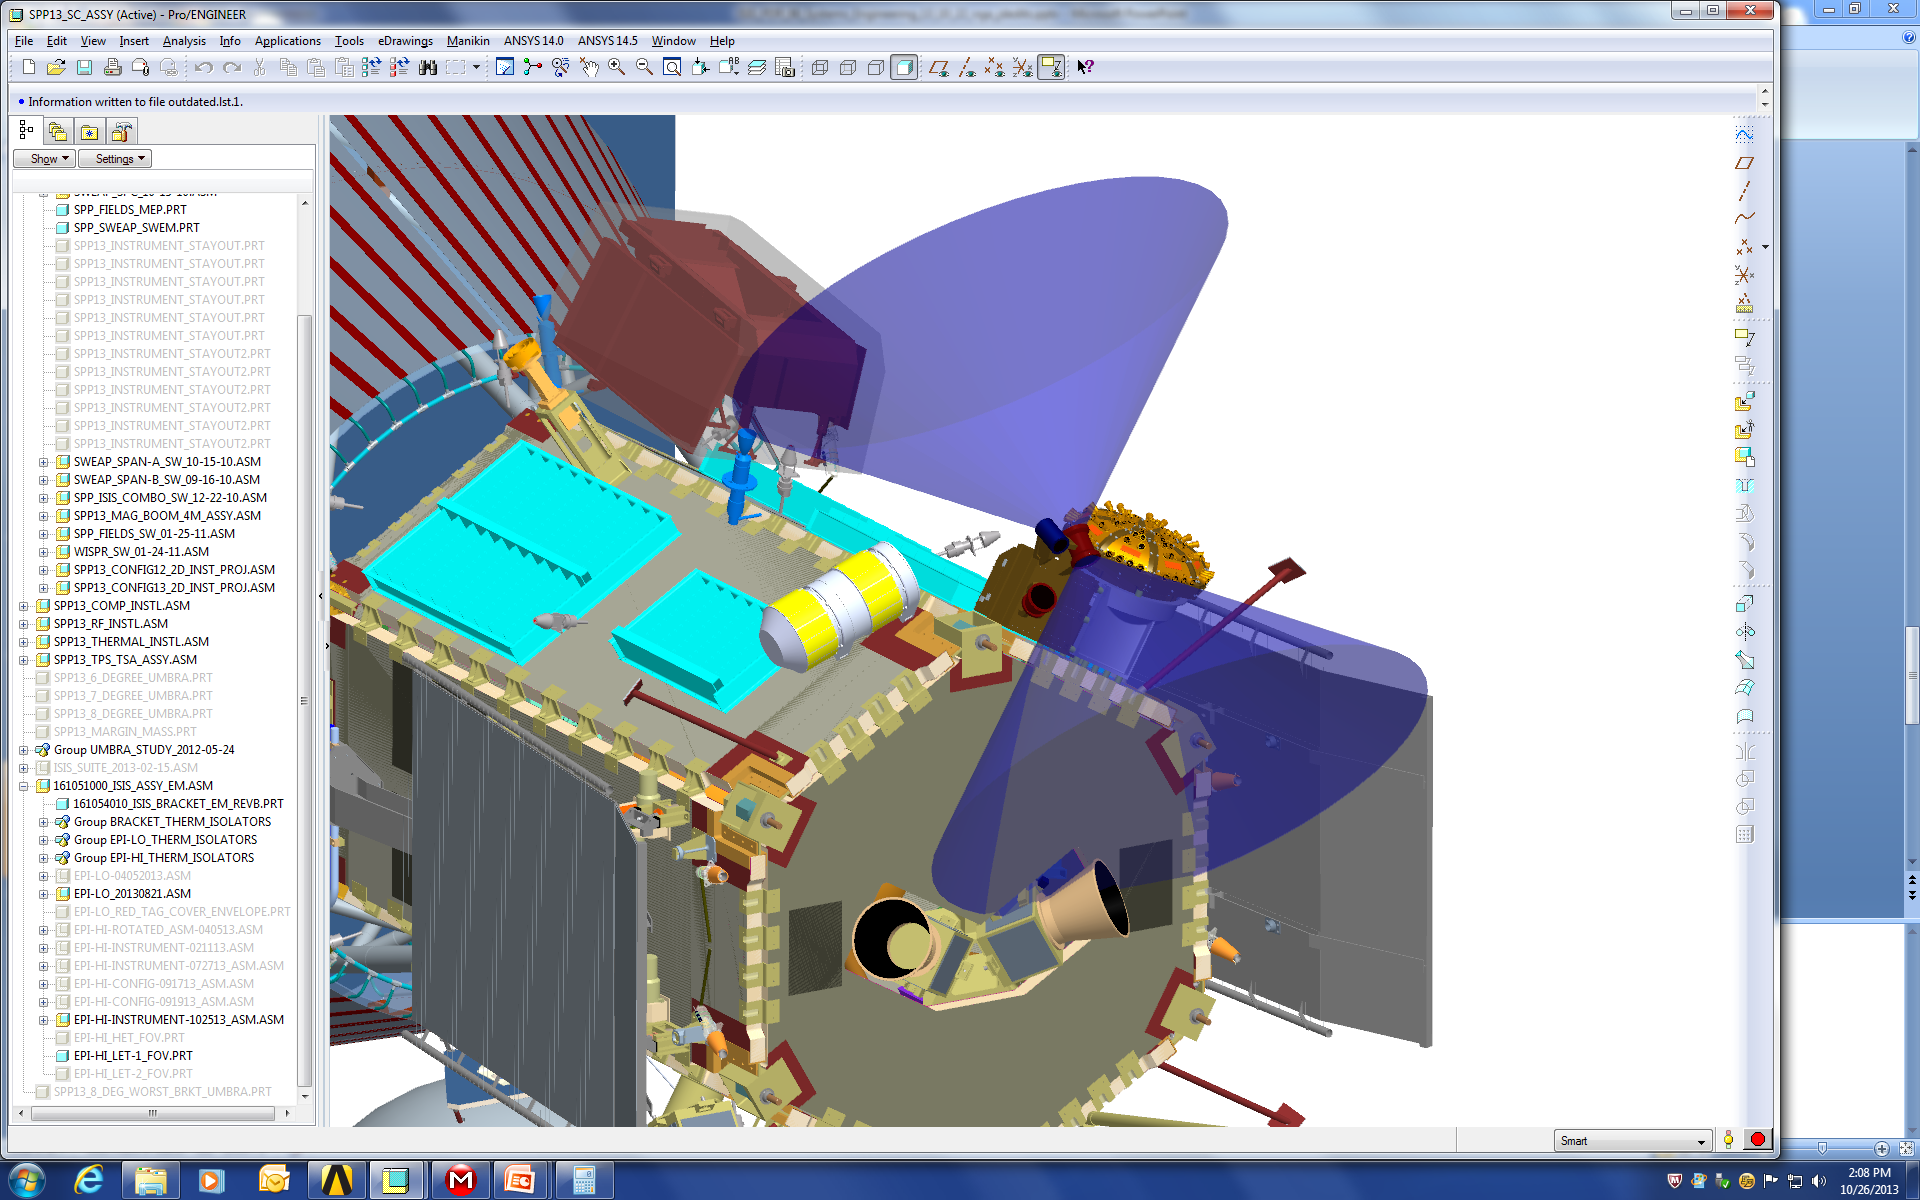 SPP13_SC_ASSY (Active) - Pro/ENGINEER
File Edit View Insert Analysis Info Applications Tools eDrawings Manikin ANSYS 14.0 ANSYS 14.5 Window Help
Information written to file outdated.lst.1.
Show Settings
SPP_FIELDS_MEP.PRT
SPP_SWEAP_SWEM.PRT
SPP13_INSTRUMENT_STAYOUT.PRT
SPP13_INSTRUMENT_STAYOUT.PRT
SPP13_INSTRUMENT_STAYOUT.PRT
SPP13_INSTRUMENT_STAYOUT.PRT
SPP13_INSTRUMENT_STAYOUT.PRT
SPP13_INSTRUMENT_STAYOUT.PRT
SPP13_INSTRUMENT_STAYOUT2.PRT
SPP13_INSTRUMENT_STAYOUT2.PRT
SPP13_INSTRUMENT_STAYOUT2.PRT
SPP13_INSTRUMENT_STAYOUT2.PRT
SPP13_INSTRUMENT_STAYOUT2.PRT
SPP13_INSTRUMENT_STAYOUT2.PRT
SWEAP_SPAN-A_SW_10-15-10.ASM
SWEAP_SPAN-B_SW_09-16-10.ASM
SPP_ISIS_COMBO_SW_12-22-10.ASM
SPP13_MAG_BOOM_4M_ASSY.ASM
SPP_FIELDS_SW_01-25-11.ASM
WISPR_SW_01-24-11.ASM
SPP13_CONFIG12_2D_INST_PROJ.ASM
SPP13_CONFIG13_2D_INST_PROJ.ASM
SPP13_COMP_INSTL.ASM
SPP13_RF_INSTL.ASM
SPP13_THERMAL_INSTL.ASM
SPP13_TPS_TSA_ASSY.ASM
SPP13_6_DEGREE_UMBRA.PRT
SPP13_7_DEGREE_UMBRA.PRT
SPP13_8_DEGREE_UMBRA.PRT
SPP13_MARGIN_MASS.PRT
Group UMBRA_STUDY_2012-05-24
ISIS_SUITE_2013-02-15.ASM
161051000_ISIS_ASSY_EM.ASM
161054010_ISIS_BRACKET_EM_REVB.PRT
Group BRACKET_THERM_ISOLATORS
Group EPI-LO_THERM_ISOLATORS
Group EPI-HI_THERM_ISOLATORS
EPI-LO-04052013.ASM
EPI-LO_20130821.ASM
EPI-LO_RED_TAG_COVER_ENVELOPE.PRT
EPI-HI-ROTATED_ASM-040513.ASM
EPI-HI-INSTRUMENT-021113.ASM
EPI-HI-INSTRUMENT-072713_ASM.ASM
EPI-HI-CONFIG-091713_ASM.ASM
EPI-HI-CONFIG-091913_ASM.ASM
EPI-HI-INSTRUMENT-102513_ASM.ASM
EPI-HI_HET_FOV.PRT
EPI-HI_LET-1_FOV.PRT
EPI-HI_LET-2_FOV.PRT
SPP13_8_DEG_WORST_BRKT_UMBRA.PRT
Smart
2:08 PM
10/26/2013